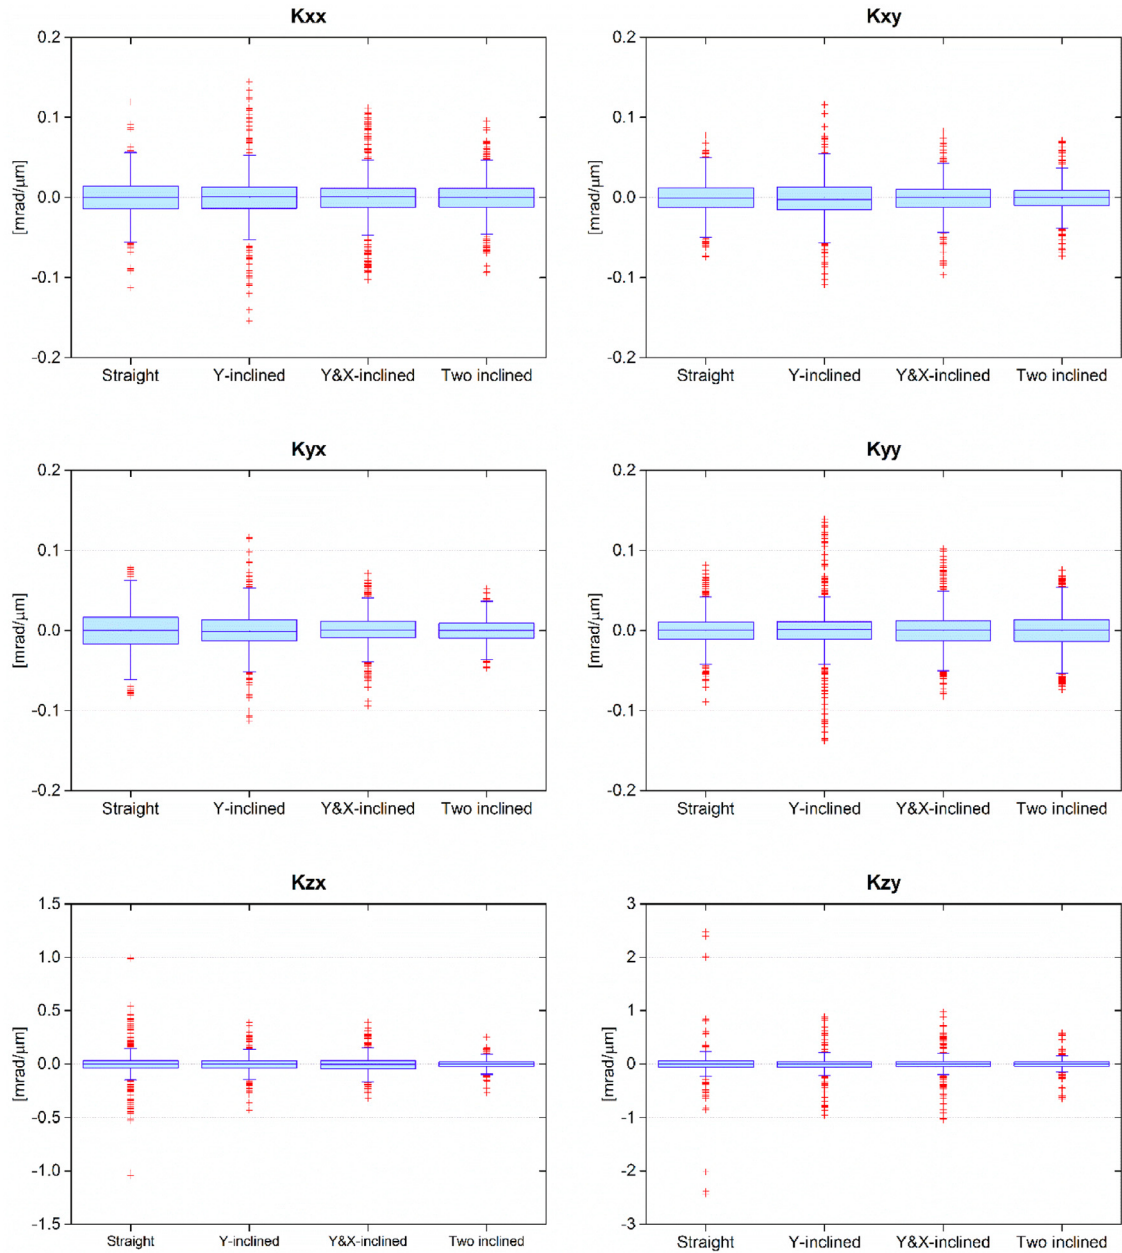 Kxx
Kxy
0.2
0.1
0.0
-0.1
-0.2
[mrad/μm]
Straight
Y-inclined
Y&X-inclined
Two inclined
0.2
0.1
0.0
-0.1
-0.2
[mrad/μm]
Straight
Y-inclined
Y&X-inclined
Two inclined
Kyx
Kyy
0.2
0.1
0.0
-0.1
-0.2
[mrad/μm]
Straight
Y-inclined
Y&X-inclined
Two inclined
0.2
0.1
0.0
-0.1
-0.2
[mrad/μm]
Straight
Y-inclined
Y&X-inclined
Two inclined
Kzx
Kzy
1.5
1.0
0.5
0.0
-0.5
-1.0
-1.5
[mrad/μm]
Straight
Y-inclined
Y&X-inclined
Two inclined
3
2
1
0
-1
-2
-3
[mrad/μm]
Straight
Y-inclined
Y&X-inclined
Two inclined